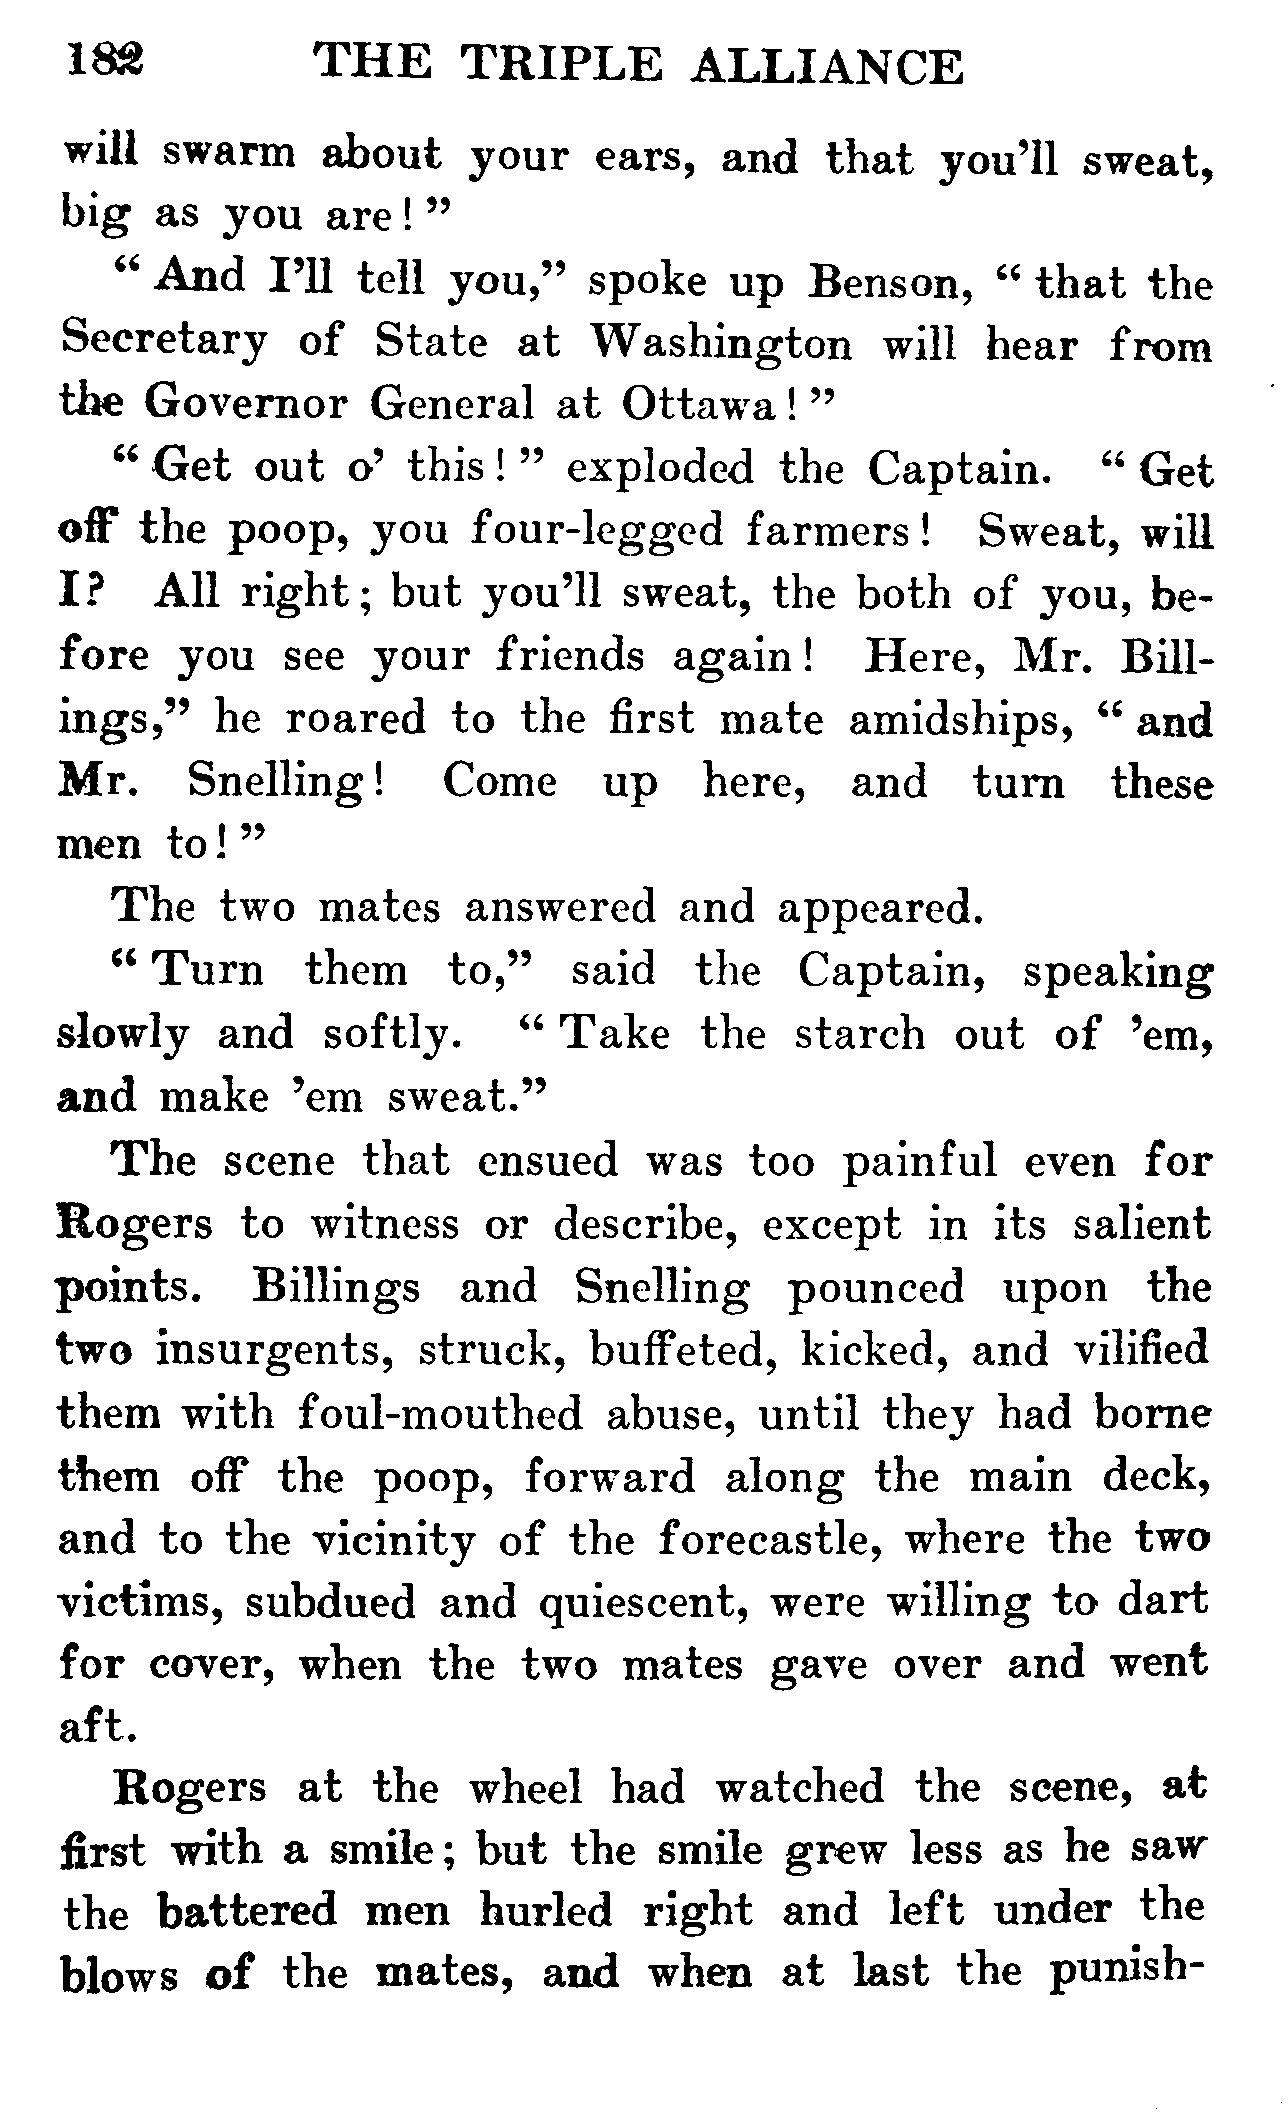 182 THE TRIPLE ALLIANCE
will swarm about your ears, and that you'll sweat,
big as you are!"
"And I'll tell you," spoke up Benson, "that the
Secretary of State at Washington will hear from
the Governor General at Ottawa!"
"Get out o' this!" exploded the Captain. "Get
off the poop, you four-legged farmers! Sweat, will
I? All right; but you'll sweat, the both of you, be-
fore you see your friends again! Here, Mr. Bill-
ings," he roared to the first mate amidships, "and
Mr. Snelling! Come up here, and turn these
men to!"
The two mates answered and appeared.
"Turn them to," said the Captain, speaking
slowly and softly. "Take the starch out of 'em,
and make 'em sweat."
The scene that ensued was too painful even for
Rogers to witness or describe, except in its salient
points. Billings and Snelling pounced upon the
two insurgents, struck, buffeted, kicked, and vilified
them with foul-mouthed abuse, until they had borne
them off the poop, forward along the main deck,
and to the vicinity of the forecastle, where the two
victims, subdued and quiescent, were willing to dart
for cover, when the two mates gave over and went
aft.
Rogers at the wheel had watched the scene, at
first with a smile; but the smile grew less as he saw
the battered men hurled right and left under the
blows of the mates, and when at last the punish-